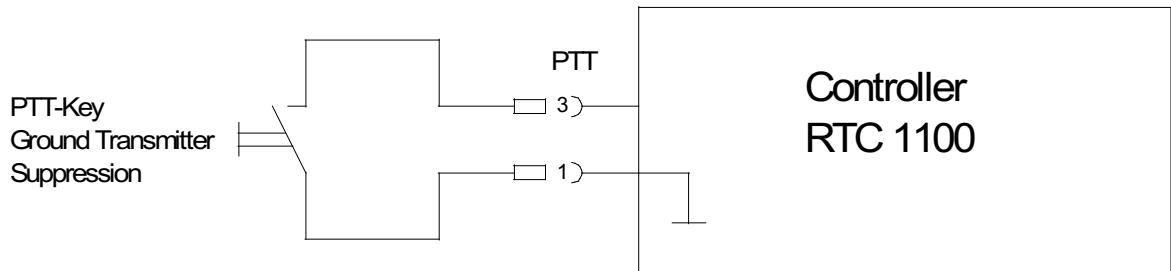 PTT
PTT-Key
Ground Transmitter
Suppression
3
1
Controller
RTC 1100